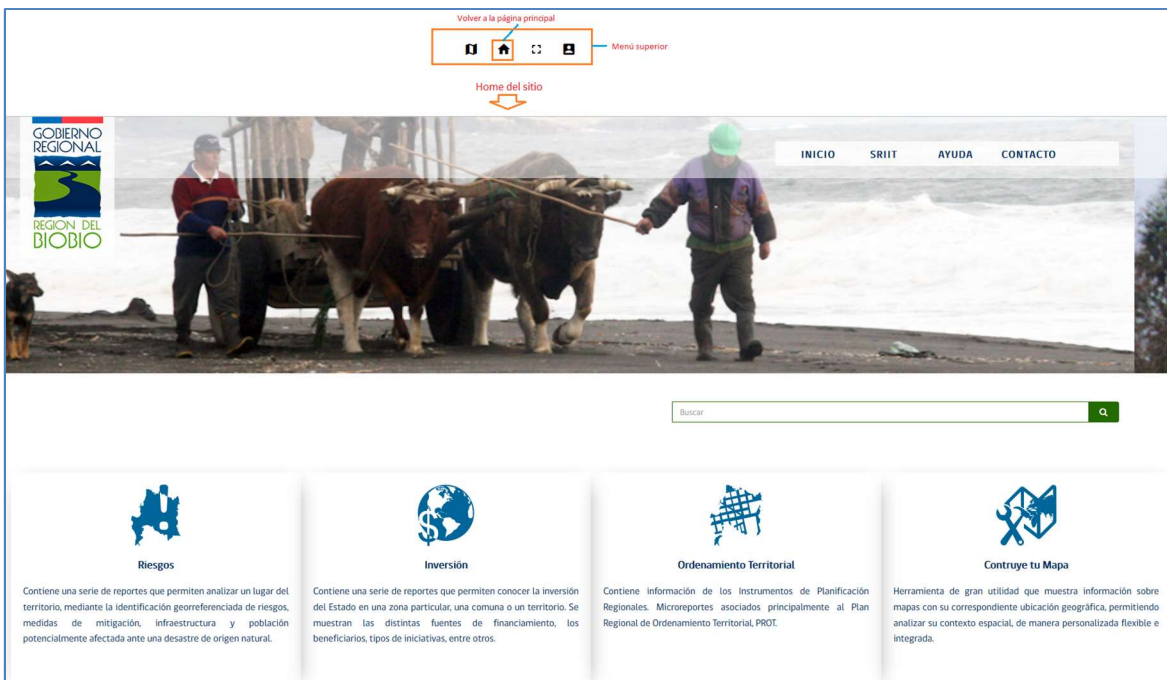 Volver a la página principal
Menú superior
Home del sitio
GOBIERNO
REGIONAL
REGION DEL
BIOBIO
INICIO SRIIT AYUDA CONTACTO
Buscar
Riesgos
Contiene una serie de reportes que permiten analizar un lugar del
territorio, mediante la identificación georreferenciada de riesgos,
medidas de mitigación, infraestructura y población
potencialmente afectada ante una desastre de origen natural.
Inversión
Contiene una serie de reportes que permiten conocer la inversión
del Estado en una zona particular, una comuna o un territorio. Se
muestran las distintas fuentes de financiamiento, los
beneficiarios, tipos de iniciativas, entre otros.
Ordenamiento Territorial
Contiene información de los Instrumentos de Planificación
Regionales. Microreportes asociados principalmente al Plan
Regional de Ordenamiento Territorial, PROT.
Contruye tu Mapa
Herramienta de gran utilidad que muestra información sobre
mapas con su correspondiente ubicación geográfica, permitiendo
analizar su contexto espacial, de manera personalizada flexible e
integrada.